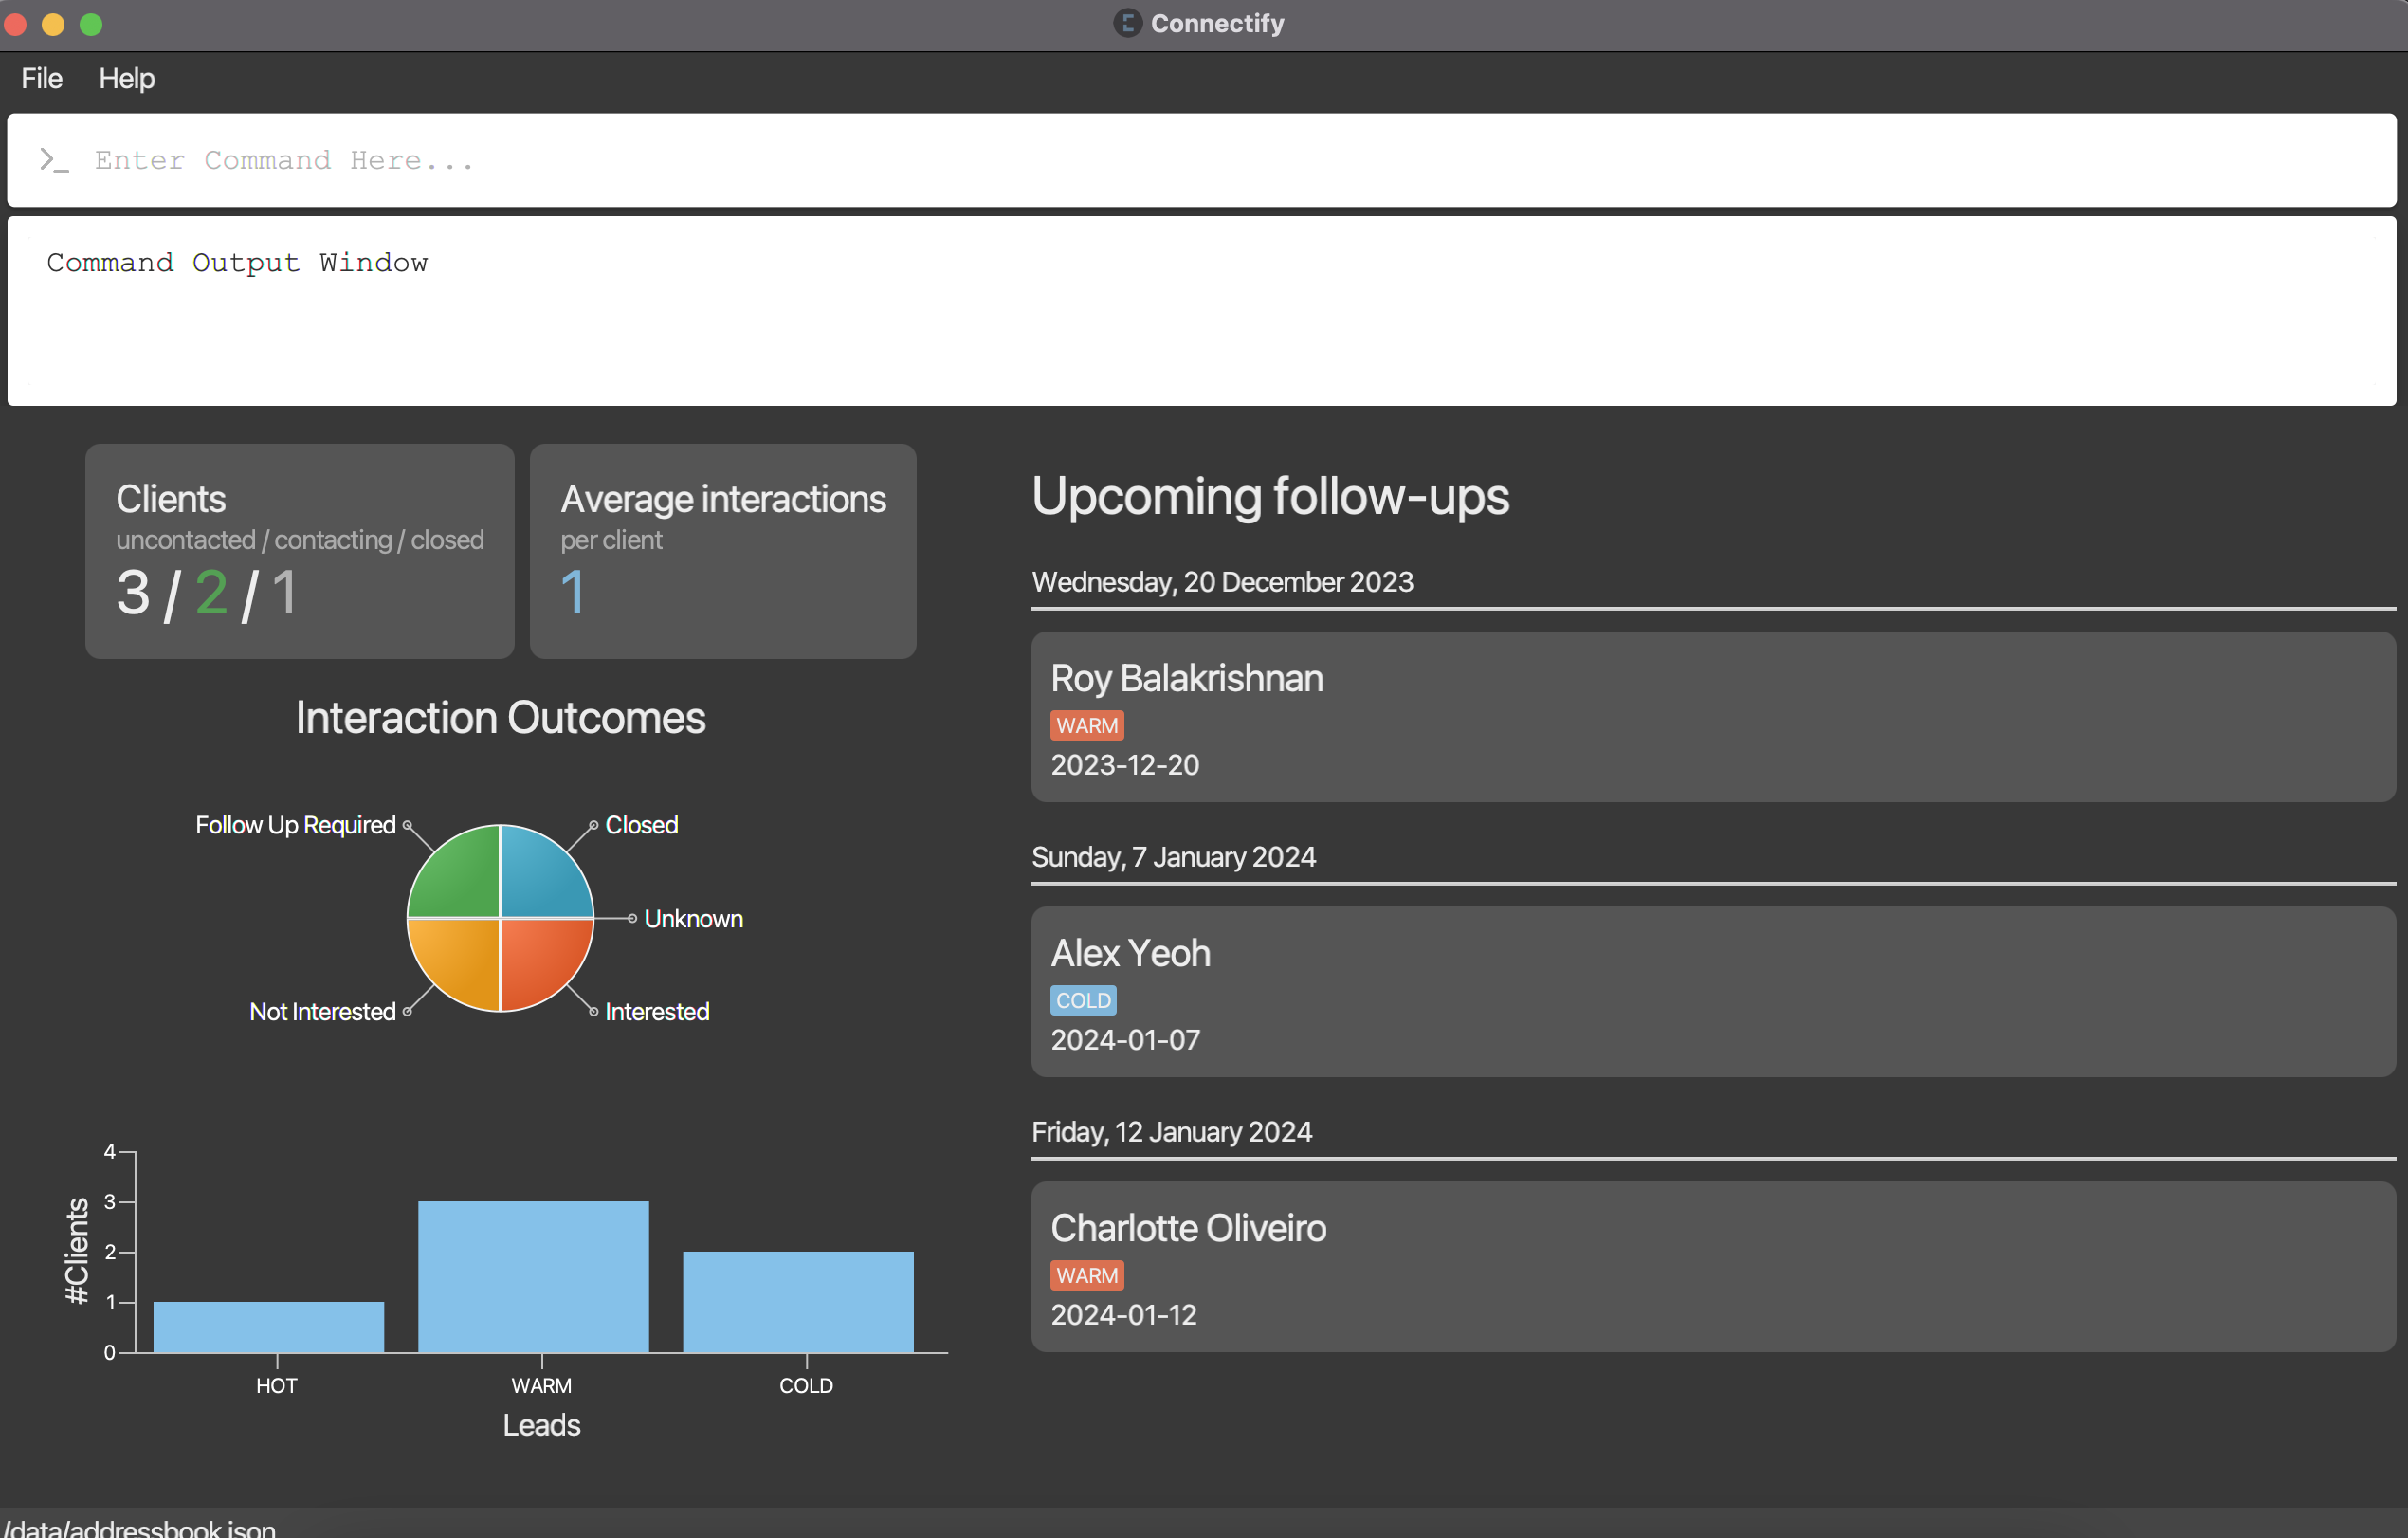 Connectify
File Help
>_ Enter Command Here...
Command Output Window
Clients
uncontacted / contacting / closed
3 / 2 / 1
Average interactions
per client
1
Interaction Outcomes
Follow Up Required
Closed
Unknown
Not Interested
Interested
4
3
2
1
0
#Clients
HOT WARM COLD
Leads
Upcoming follow-ups
Wednesday, 20 December 2023
Roy Balakrishnan
WARM
2023-12-20
Sunday, 7 January 2024
Alex Yeoh
COLD
2024-01-07
Friday, 12 January 2024
Charlotte Oliveiro
WARM
2024-01-12
/data/addressbook.json